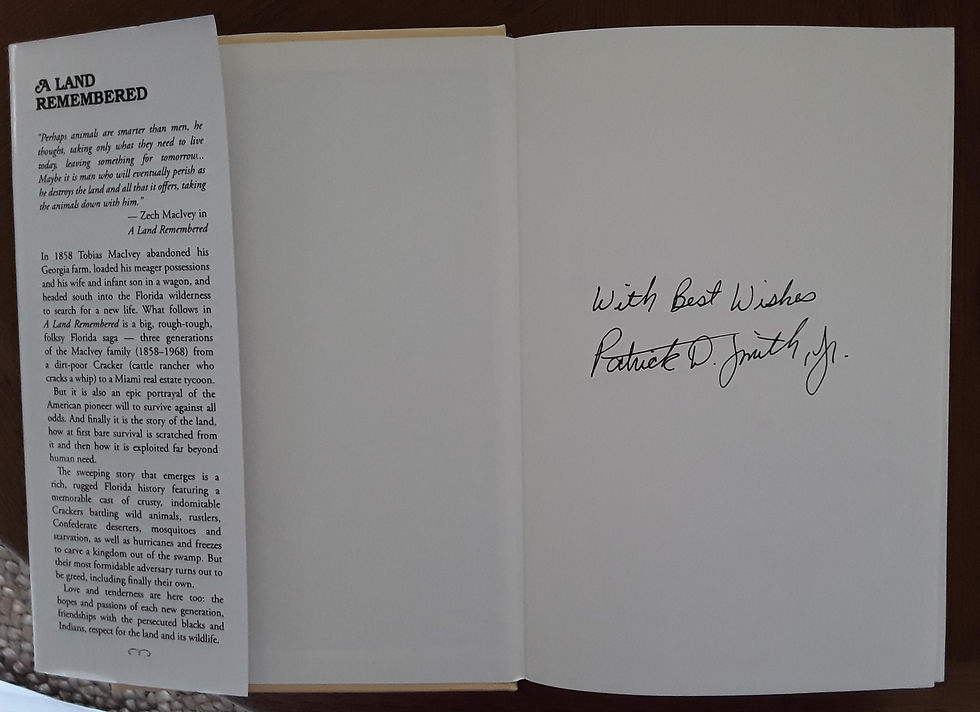 A LAND
REMEMBERED
"Perhaps animals are smarter than men, he
thought, taking only what they need to live
today, leaving something for tomorrow...
Maybe it is man who will eventually perish as
he destroys the land and all that it offers, taking
the animals down with him."
— Zech MacIvey in
A Land Remembered
In 1858 Tobias MacIvey abandoned his
Georgia farm, loaded his meager possessions
and his wife and infant son in a wagon, and
headed south into the Florida wilderness
to search for a new life. What follows in
A Land Remembered is a big, rough-tough,
folksy Florida saga — three generations
of the MacIvey family (1858–1968) from
a dirt-poor Cracker (cattle rancher who
cracks a whip) to a Miami real estate tycoon.
But it is also an epic portrayal of the
American pioneer will to survive against all
odds. And finally it is the story of the land,
how at first bare survival is scratched from
it and then how it is exploited far beyond
human need.
The sweeping story that emerges is a
rich, rugged Florida history featuring a
memorable cast of crusty, indomitable
Crackers battling wild animals, rustlers,
Confederate deserters, mosquitoes and
starvation, as well as hurricanes and freezes
to carve a kingdom out of the swamp. But
their most formidable adversary turns out to
be greed, including finally their own.
Love and tenderness are here too: the
hopes and passions of each new generation,
friendships with the persecuted blacks and
Indians, respect for the land and its wildlife.
With Best Wishes
Patrick D. Smith, Jr.